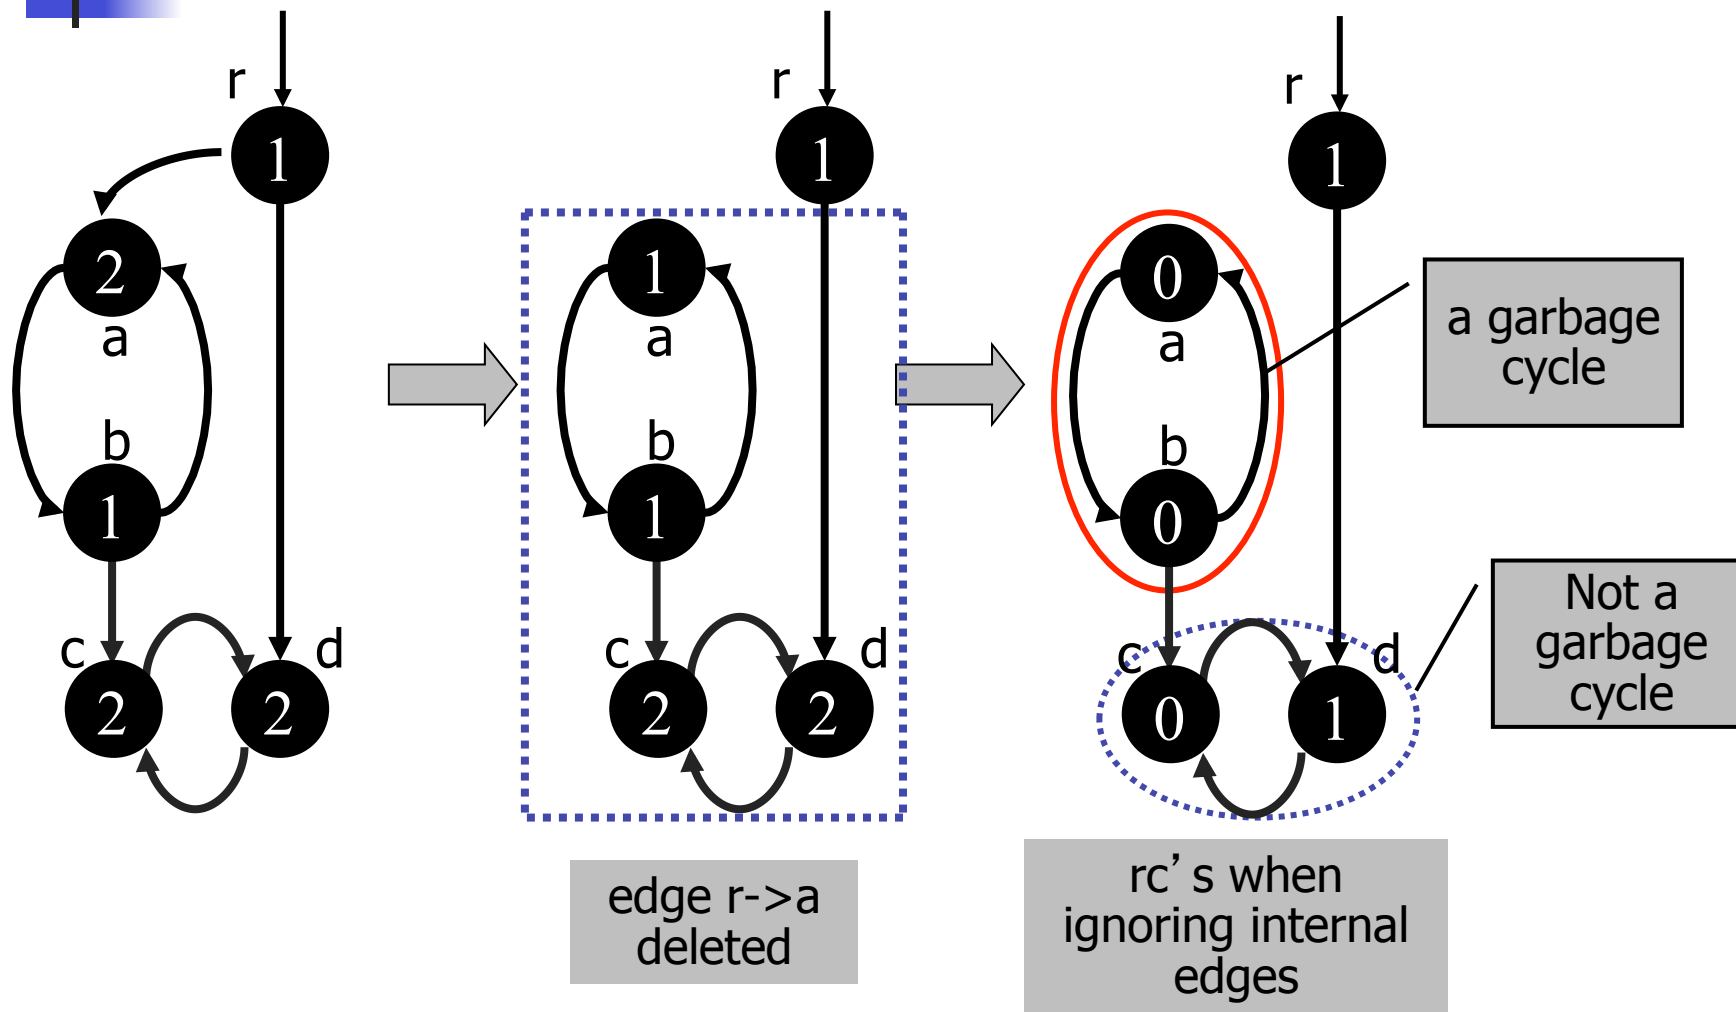 r
1
2
a
b
1
c
d
2
2
r
1
1
a
b
1
c
d
2
2
edge r->a
deleted
r
1
0
a
b
0
c
d
0
1
a garbage
cycle
Not a
garbage
cycle
rc’s when
ignoring internal
edges